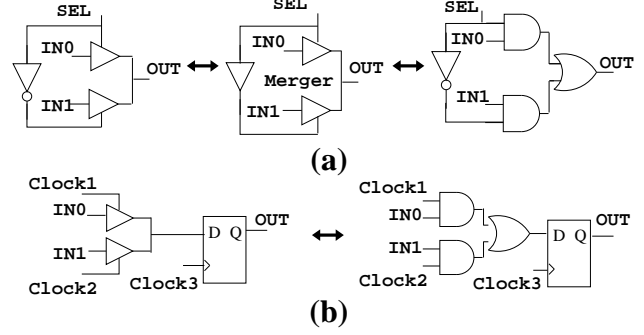 SEL SEL SEL
IN0 IN0 IN0
OUT OUT OUT
Merger
IN1 IN1 IN1
(a)
Clock1 Clock1
IN0 OUT IN0 OUT
D Q D Q
IN1 IN1
Clock2 Clock3 Clock2 Clock3
(b)